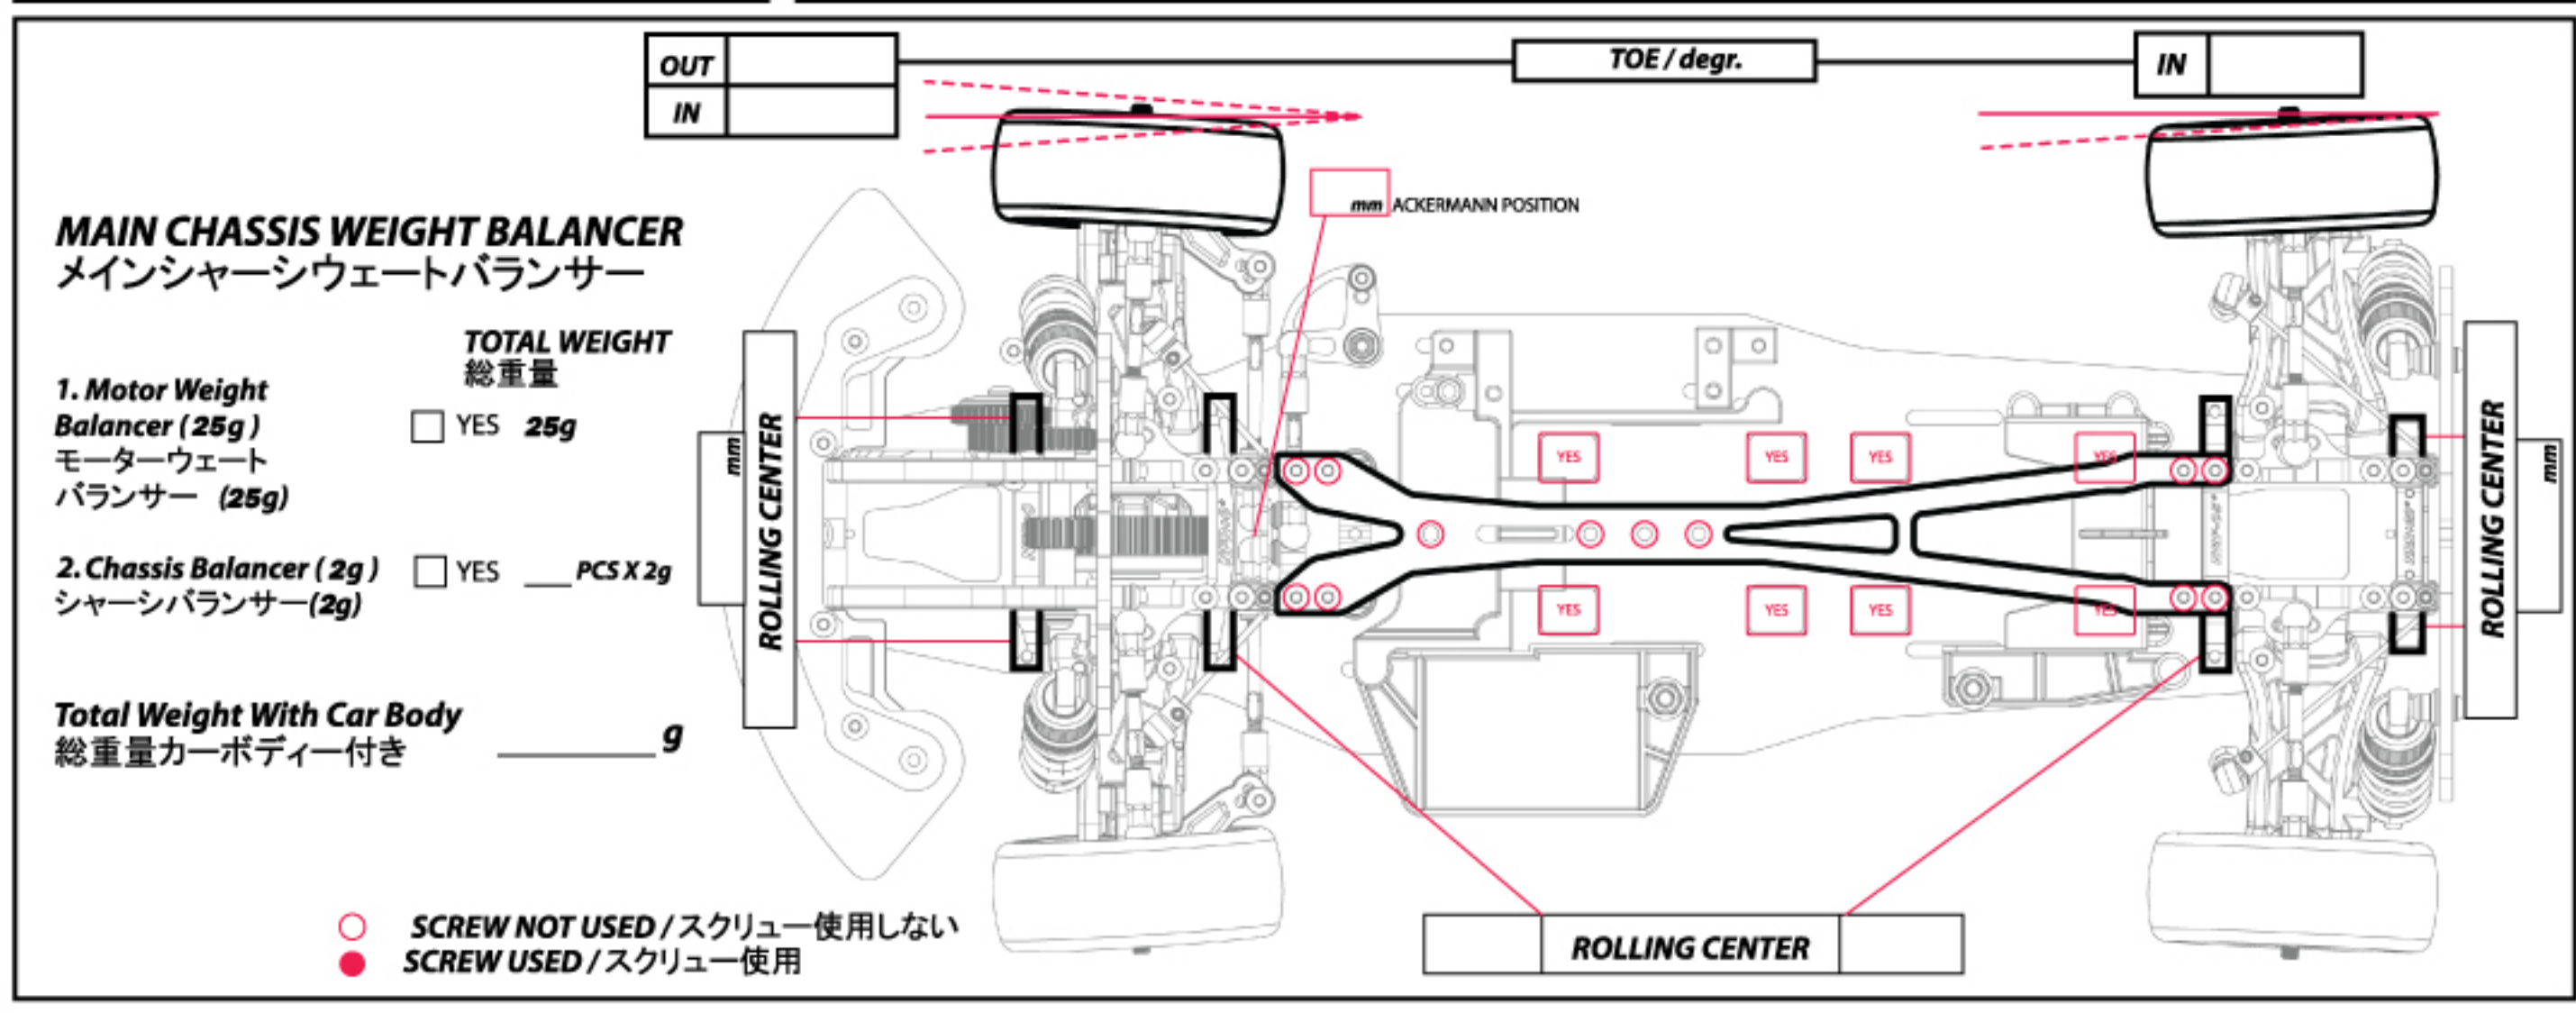 OUT
IN
TOE / degr.
IN
mm ACKERMANN POSITION
MAIN CHASSIS WEIGHT BALANCER
メインシャーシウェートバランサー
TOTAL WEIGHT
総重量
1. Motor Weight
Balancer ( 25g )
モーターウェート
バランサー (25g)
YES 25g
2. Chassis Balancer ( 2g )
シャーシバランサー(2g)
YES ___ PCS X 2g
Total Weight With Car Body
総重量カーボディー付き
________ g
mm
ROLLING CENTER
YES
YES
YES
YES
YES
YES
YES
YES
ROLLING CENTER
mm
SCREW NOT USED / スクリュー使用しない
SCREW USED / スクリュー使用
ROLLING CENTER